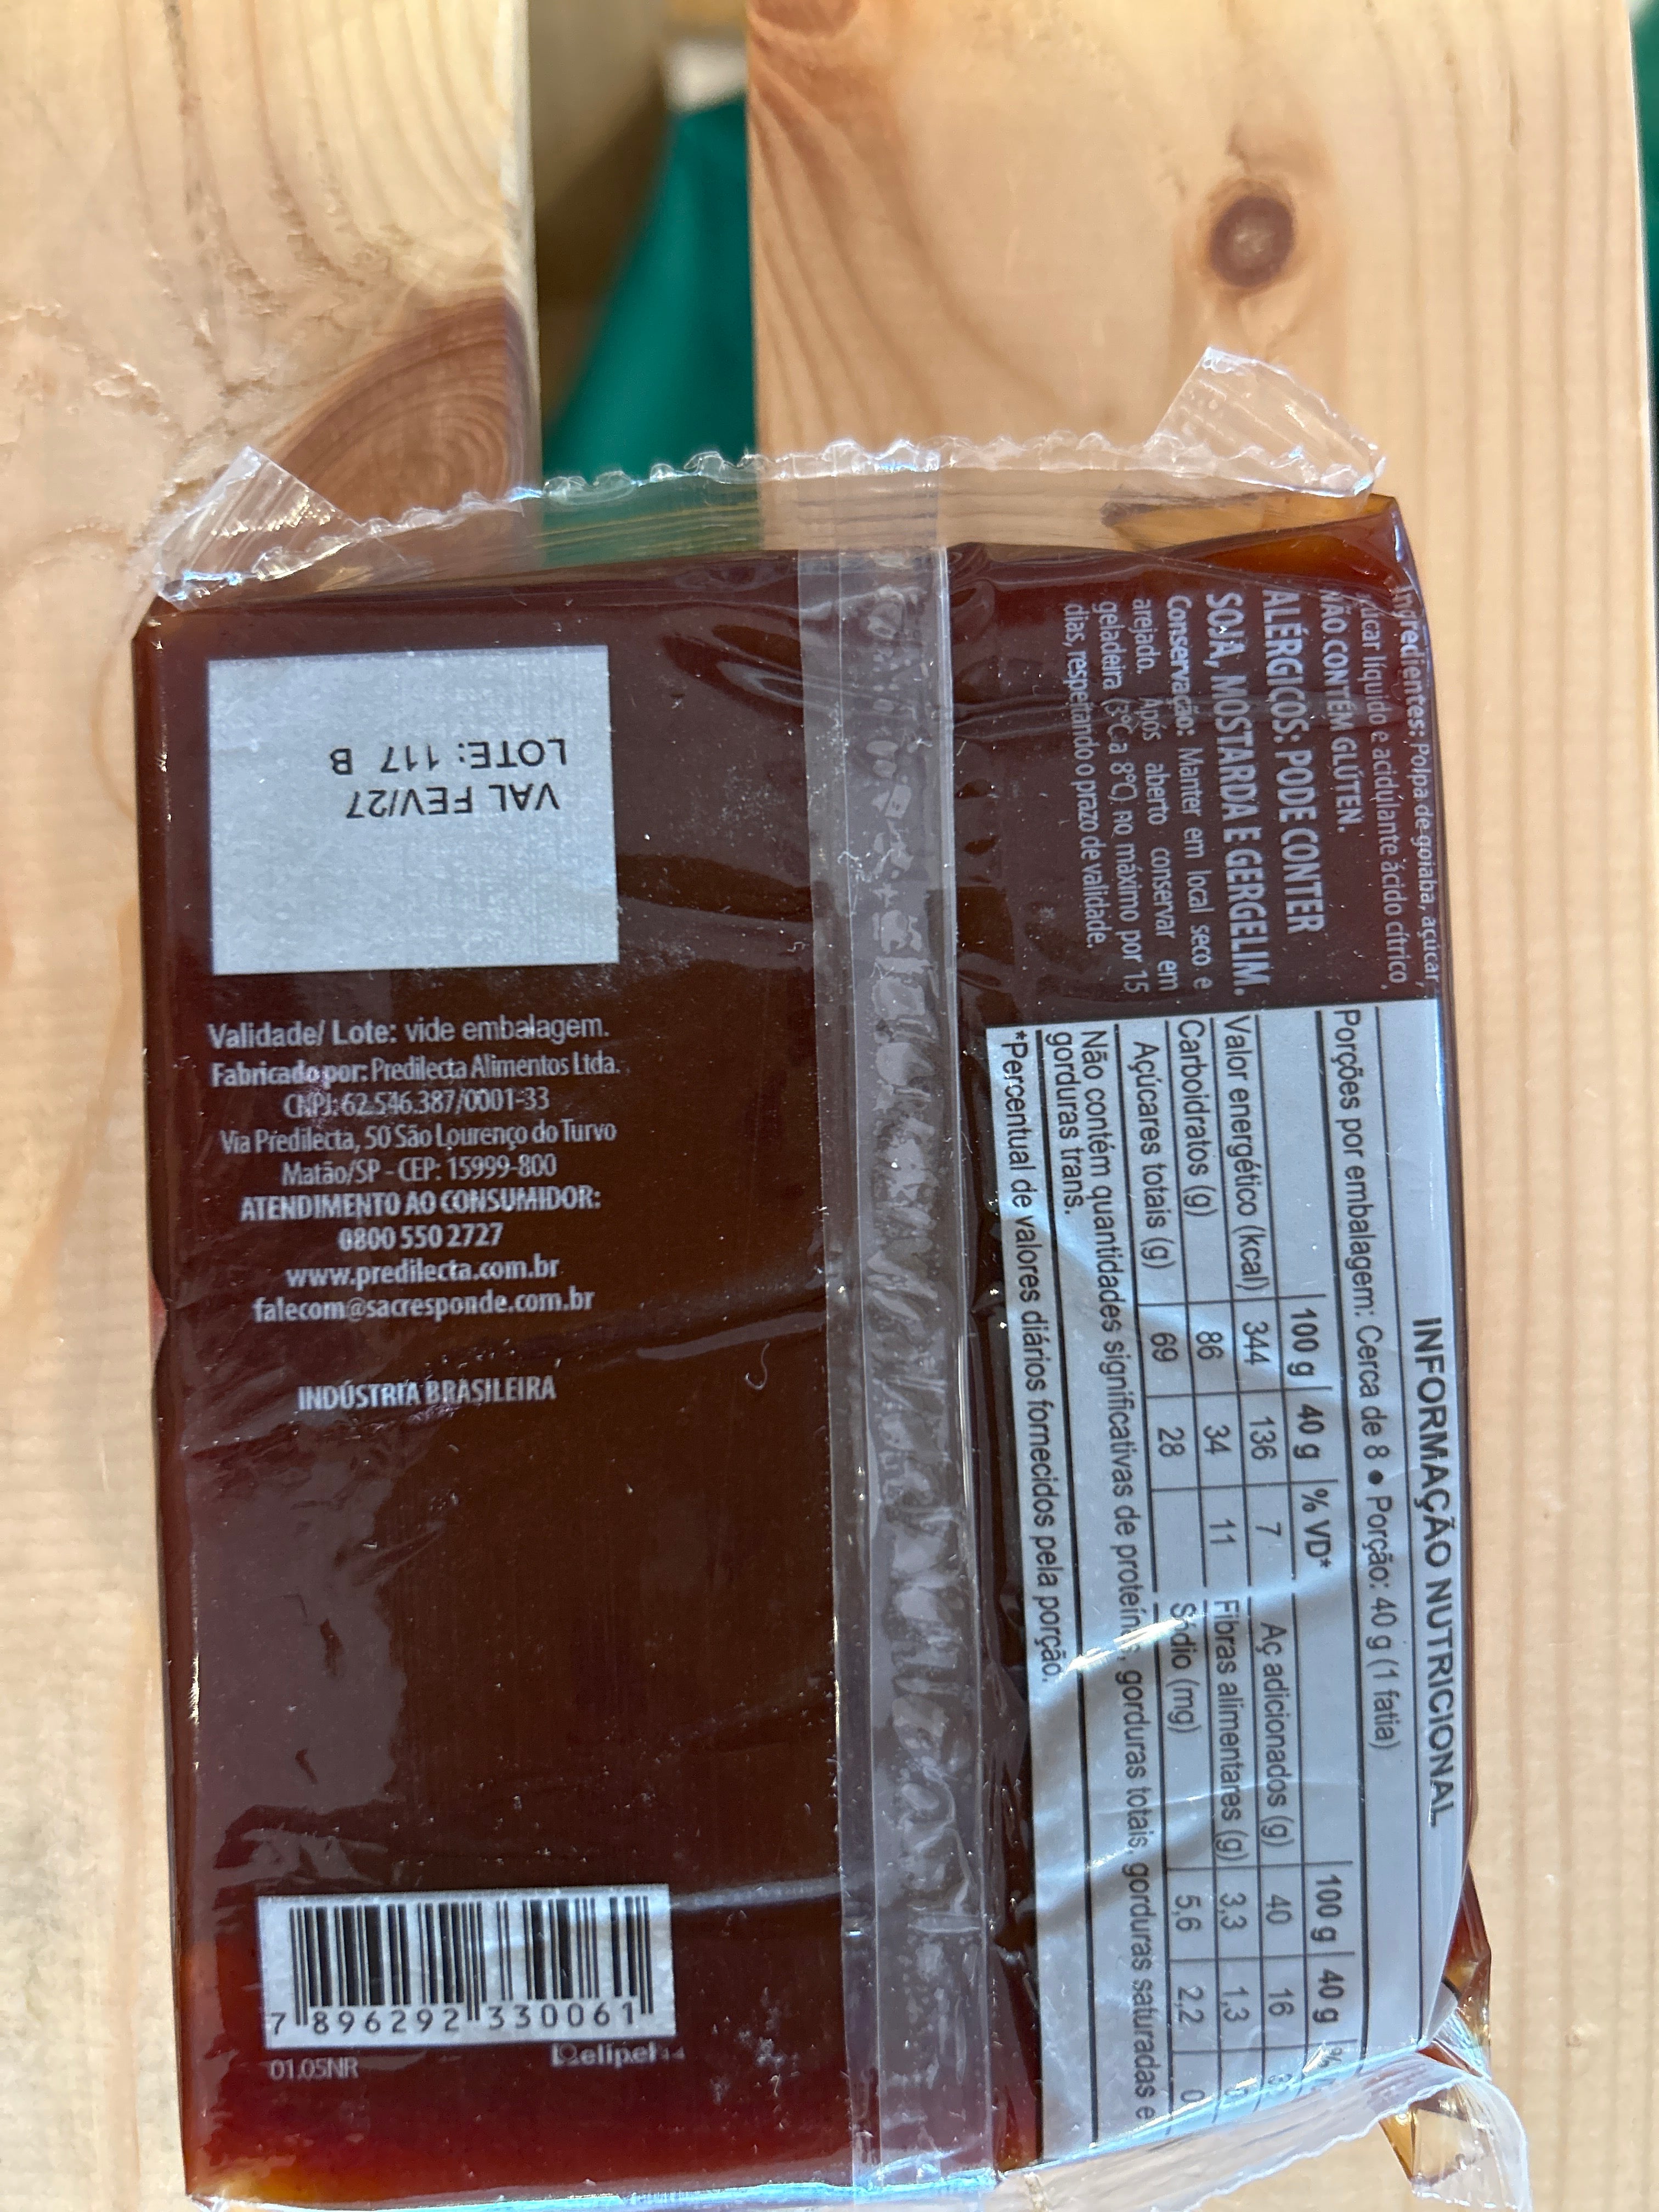 Ingredientes: Polpa de goiaba, açúcar,
líquido e acidulante ácido cítrico.
NÃO CONTÉM GLÚTEN.
ALÉRGICOS: PODE CONTER
SOJA, MOSTARDA E GERGELIM.
Conservação: Manter em local seco e
arejado. Após aberto conservar em
geladeira (3°C a 8°C) no máximo por 15
dias, respeitando o prazo de validade.
INFORMAÇÃO NUTRICIONAL
Porções por embalagem: Cerca de 8 • Porção: 40 g (1 fatia)
100 g 40 g % VD* 100 g 40 g %
Valor energético (kcal) 344 136 7 Aç adicionados (g) 40 16
Carboidratos (g) 86 34 11 Fibras alimentares (g) 3,3 1,3
Açúcares totais (g) 69 28 Sódio (mg) 5,6 2,2 0
Não contém quantidades significativas de proteínas, gorduras totais, gorduras saturadas e
gorduras trans.
*Percentual de valores diários fornecidos pela porção.
VAL FEV/27
LOTE: 117 B
Validade/ Lote: vide embalagem.
Fabricado por: Predilecta Alimentos Ltda.
CNPJ: 62.546.387/0001-33
Via Predilecta, 50 São Lourenço do Turvo
Matão/SP - CEP: 15999-800
ATENDIMENTO AO CONSUMIDOR:
0800 550 2727
www.predilecta.com.br
falecom@sacresponde.com.br
INDÚSTRIA BRASILEIRA
7 896292 330061
01.05NR